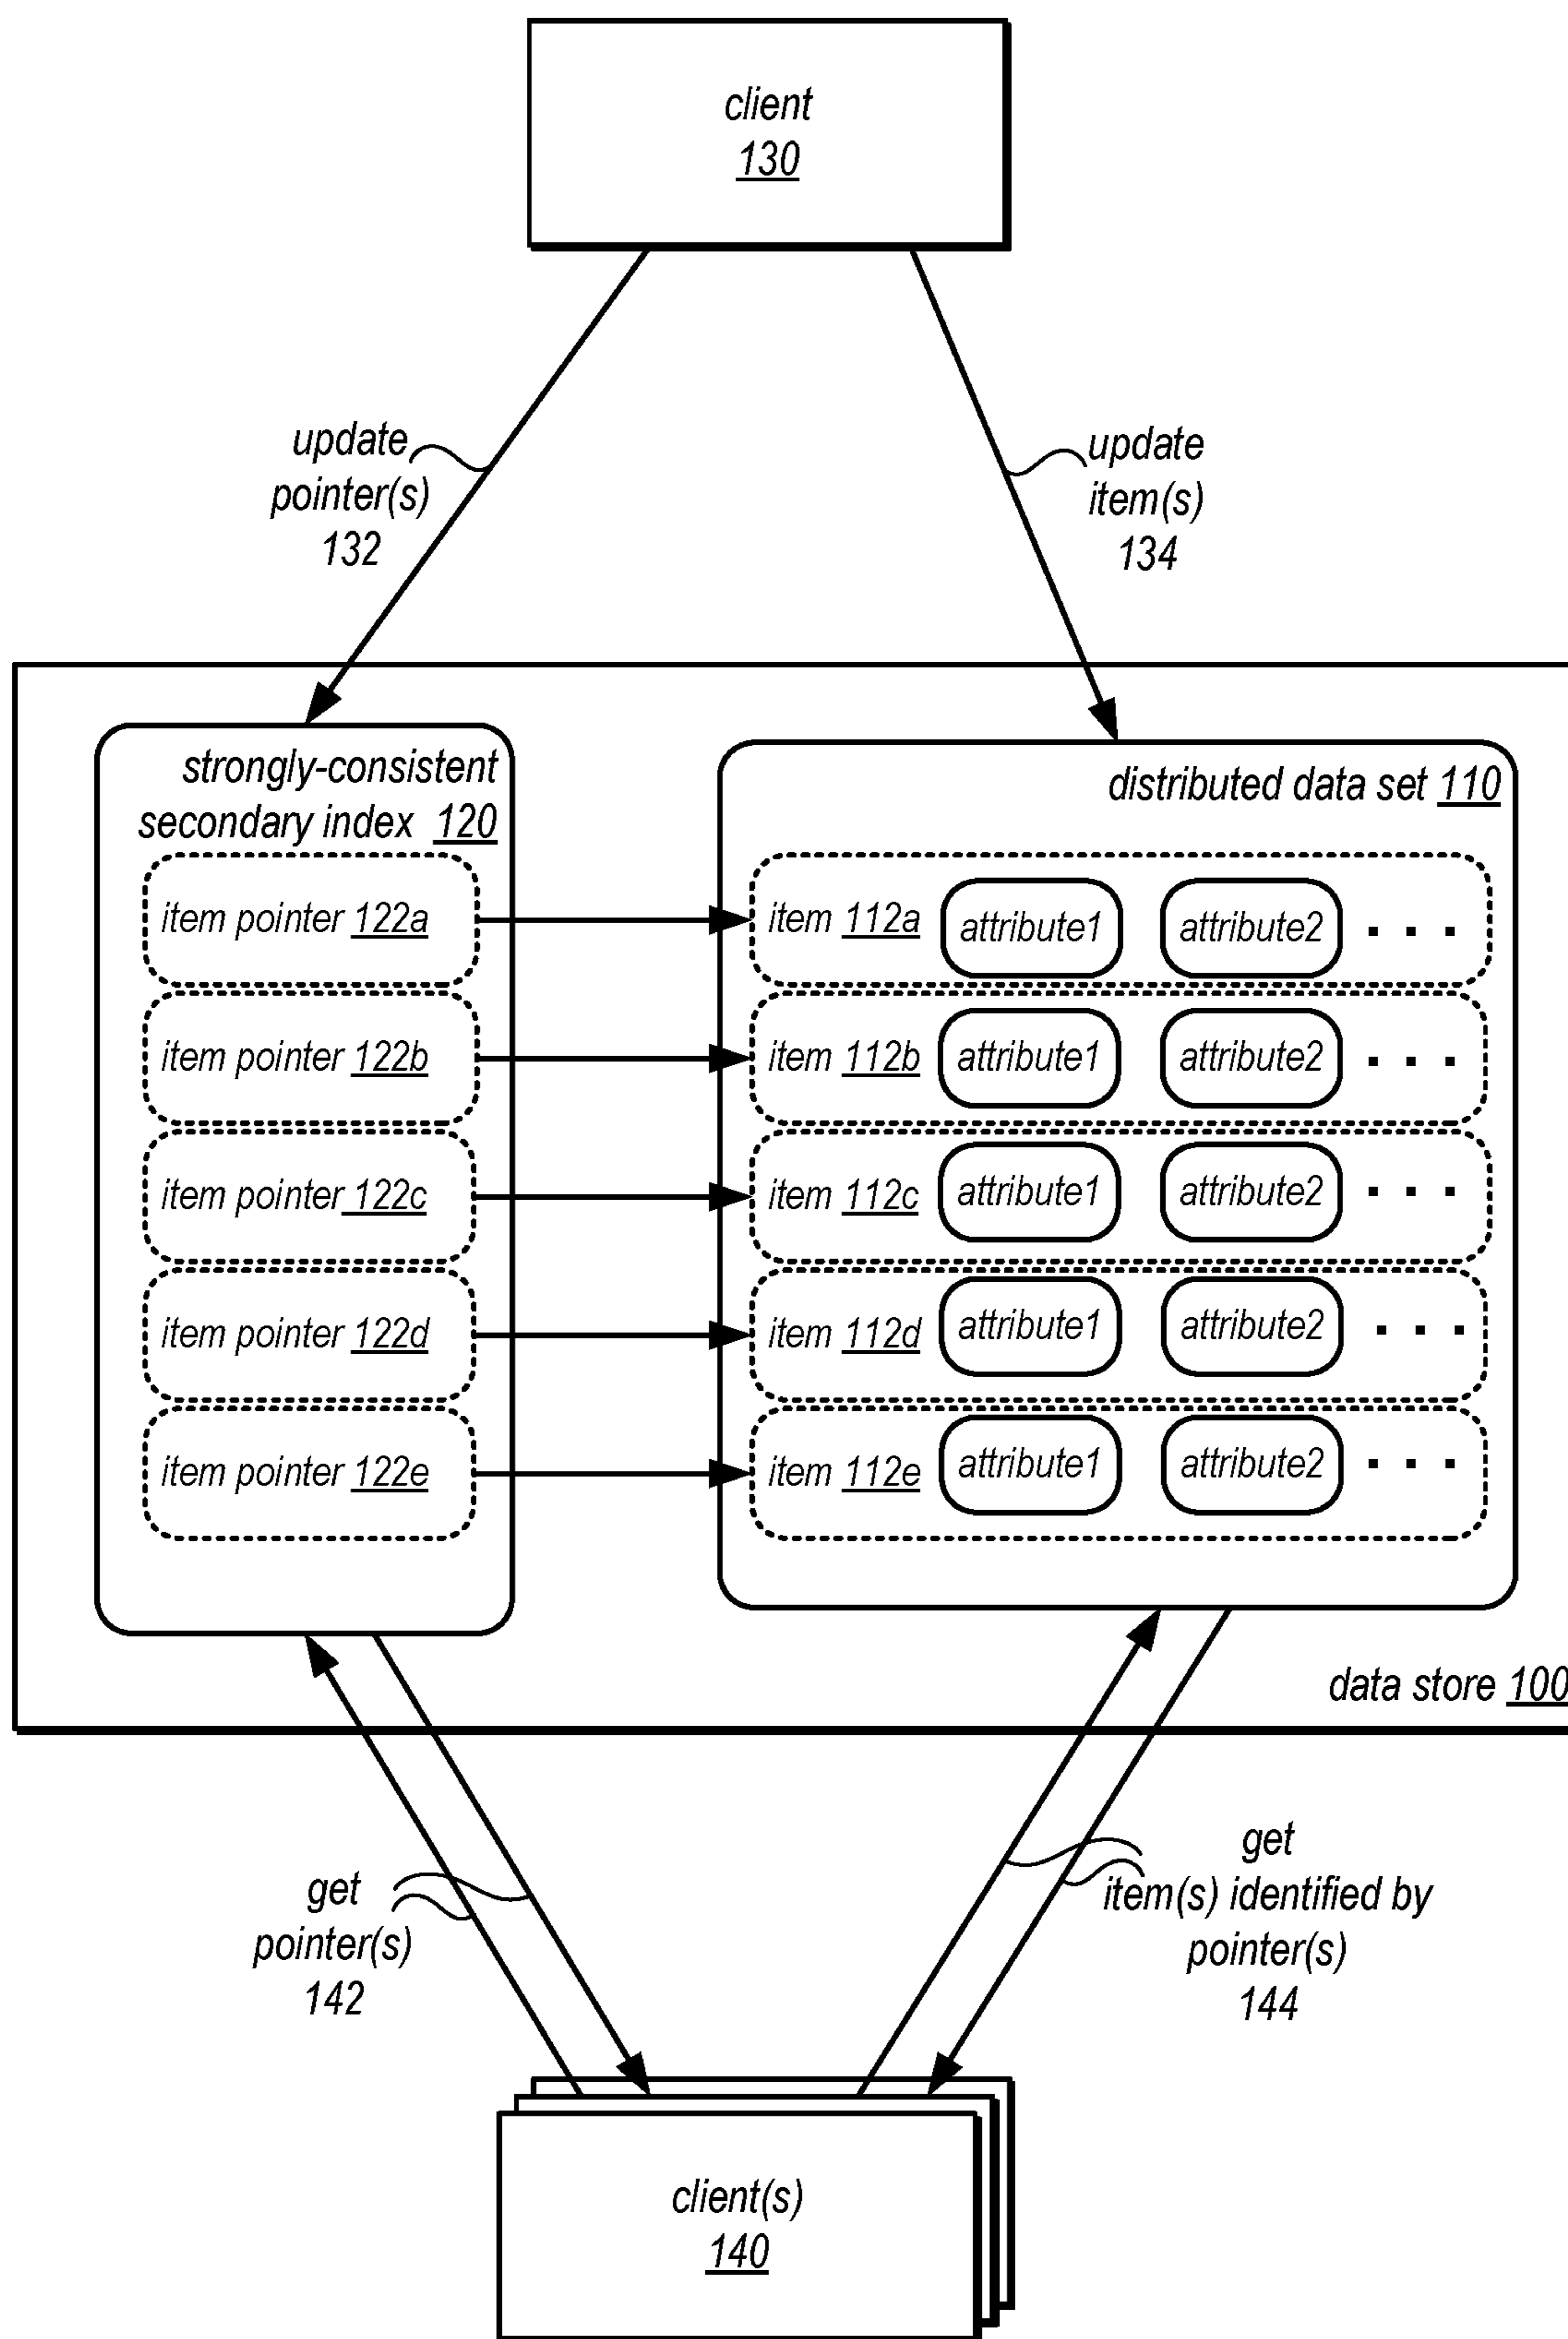 client
130
update
pointer(s)
132
update
item(s)
134
strongly-consistent
secondary index 120
distributed data set 110
item pointer 122a
item 112a attribute1 attribute2 . . .
item pointer 122b
item 112b attribute1 attribute2 . . .
item pointer 122c
item 112c attribute1 attribute2 . . .
item pointer 122d
item 112d attribute1 attribute2 . . .
item pointer 122e
item 112e attribute1 attribute2 . . .
data store 100
get
pointer(s)
142
get
item(s) identified by
pointer(s)
144
client(s)
140